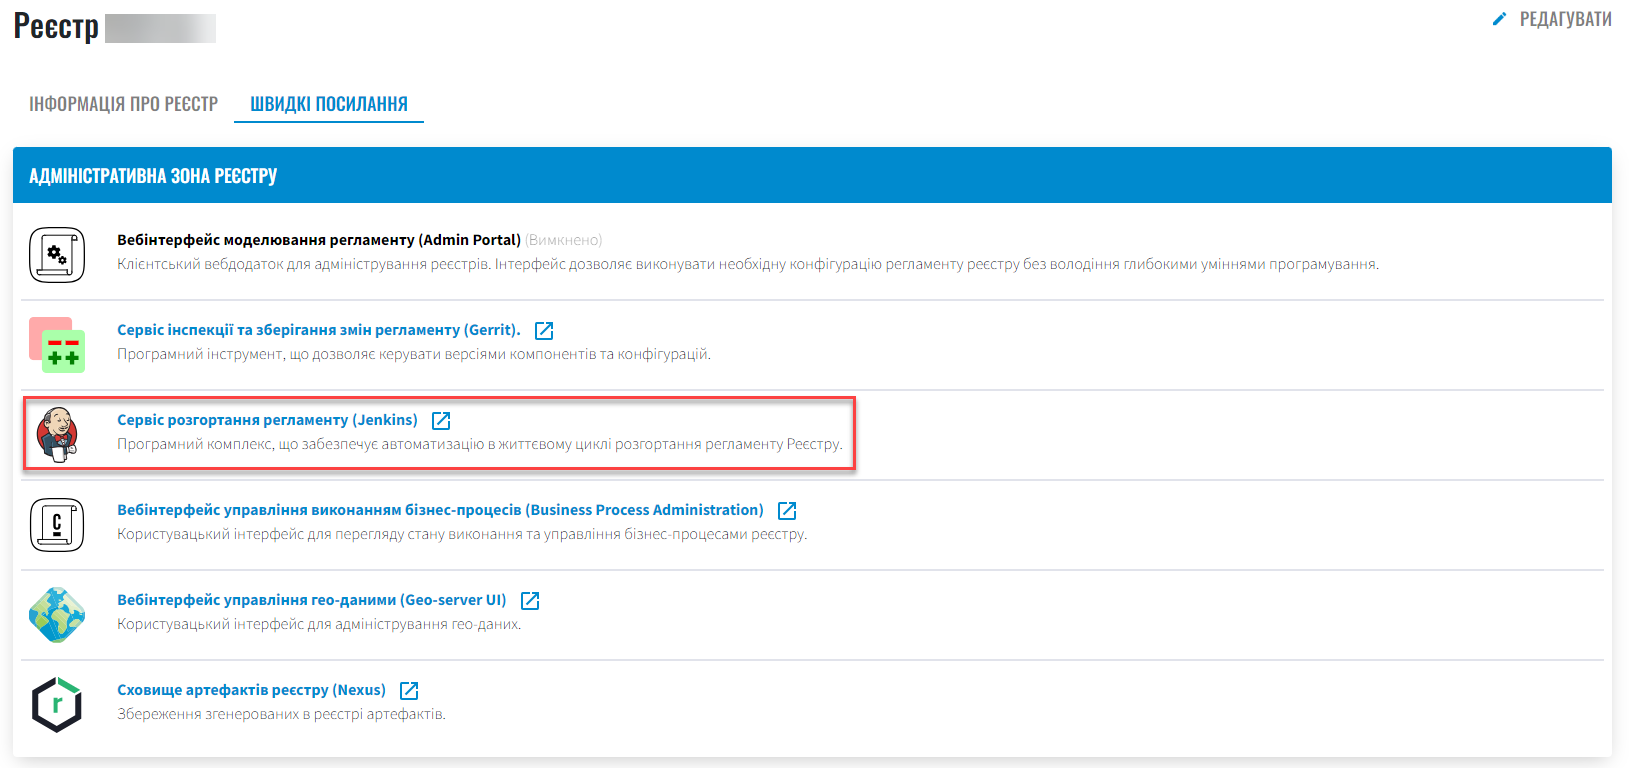 Реєстр
РЕДАГУВАТИ
ІНФОРМАЦІЯ ПРО РЕЄСТР
ШВИДКІ ПОСИЛАННЯ
АДМІНІСТРАТИВНА ЗОНА РЕЄСТРУ
Вебінтерфейс моделювання регламенту (Admin Portal) (Вимкнено)
Клієнтський вебдодаток для адміністрування реєстрів. Інтерфейс дозволяє виконувати необхідну конфігурацію регламенту реєстру без володіння глибокими уміннями програмування.
Сервіс інспекції та зберігання змін регламенту (Gerrit).
Програмний інструмент, що дозволяє керувати версіями компонентів та конфігурацій.
Сервіс розгортання регламенту (Jenkins)
Програмний комплекс, що забезпечує автоматизацію в життєвому циклі розгортання регламенту Реєстру.
C
Вебінтерфейс управління виконанням бізнес-процесів (Business Process Administration)
Користувацький інтерфейс для перегляду стану виконання та управління бізнес-процесами реєстру.
Вебінтерфейс управління гео-даними (Geo-server UI)
Користувацький інтерфейс для адміністрування гео-даних.
r
Сховище артефактів реєстру (Nexus)
Збереження згенерованих в реєстрі артефактів.